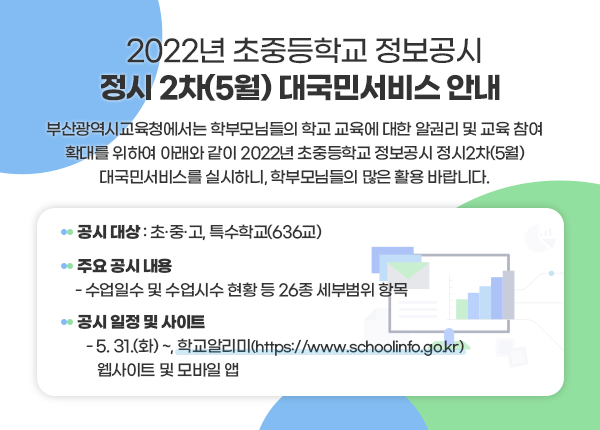 2022년 초중등학교 정보공시
정시 2차(5월) 대국민서비스 안내
부산광역시교육청에서는 학부모님들의 학교 교육에 대한 알권리 및 교육 참여
확대를 위하여 아래와 같이 2022년 초중등학교 정보공시 정시2차(5월)
대국민서비스를 실시하니, 학부모님들의 많은 활용 바랍니다.
공시 대상 : 초·중·고, 특수학교(636교)
주요 공시 내용
- 수업일수 및 수업시수 현황 등 26종 세부범위 항목
공시 일정 및 사이트
- 5. 31.(화) ~, 학교알리미(https://www.schoolinfo.go.kr)
웹사이트 및 모바일 앱